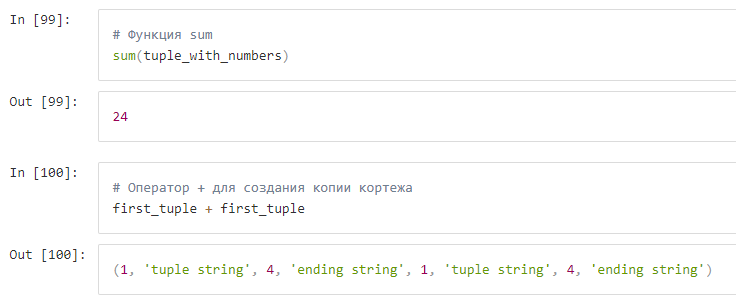 In [99]:
# Функция sum
sum(tuple_with_numbers)
Out [99]:
24
In [100]:
# Оператор + для создания копии кортежа
first_tuple + first_tuple
Out [100]:
(1, 'tuple string', 4, 'ending string', 1, 'tuple string', 4, 'ending string')